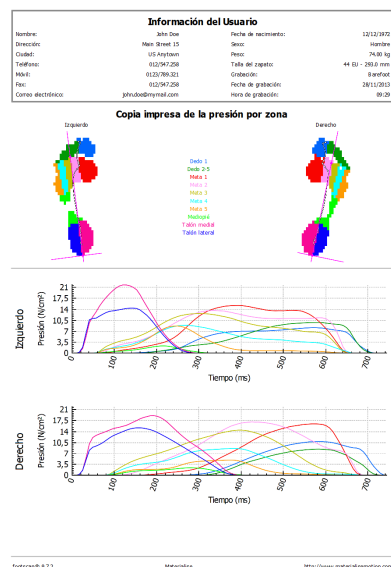 Información del Usuario
Nombre: John Doe Fecha de nacimiento: 12/12/1972
Dirección: Main Street 15 Sexo: Hombre
Ciudad: US Anytown Peso: 74.00 kg
Teléfono: 012/547.258 Talla del zapato: 44 EU - 293.0 mm
Móvil: 0123/789.321 Grabación: Barefoot
Fax: 012/547.258 Fecha de grabación: 28/11/2013
Correo electrónico: john.doe@mymail.com Hora de grabación: 09:29
Copia impresa de la presión por zona
Izquierdo Derecho
Dedo 1
Dedo 2-5
Meta 1
Meta 2
Meta 3
Meta 4
Meta 5
Mediopié
Talón medial
Talón lateral
Izquierdo
Presión (N/cm²)
21
17,5
14
10,5
7
3,5
0
0 100 200 300 400 500 600 700
Tiempo (ms)
Derecho
Presión (N/cm²)
21
17,5
14
10,5
7
3,5
0
0 100 200 300 400 500 600 700
Tiempo (ms)
Materialise